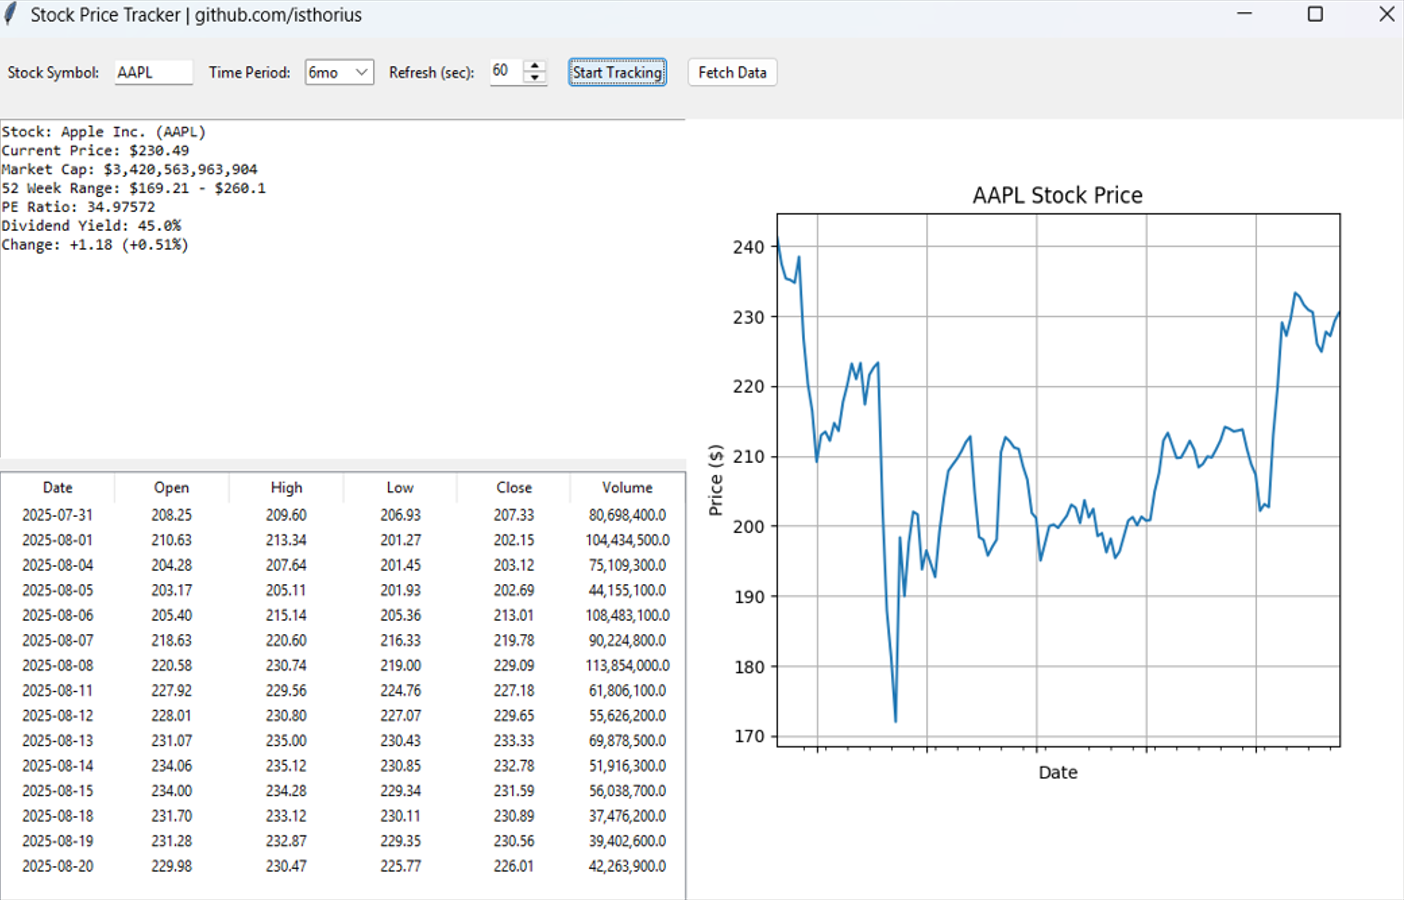 Stock Price Tracker | github.com/isthorius
Stock Symbol: AAPL Time Period: 6mo Refresh (sec): 60 Start Tracking Fetch Data
Stock: Apple Inc. (AAPL)
Current Price: $230.49
Market Cap: $3,420,563,963,904
52 Week Range: $169.21 - $260.1
PE Ratio: 34.97572
Dividend Yield: 45.0%
Change: +1.18 (+0.51%)
Date Open High Low Close Volume
2025-07-31 208.25 209.60 206.93 207.33 80,698,400.0
2025-08-01 210.63 213.34 201.27 202.15 104,434,500.0
2025-08-04 204.28 207.64 201.45 203.12 75,109,300.0
2025-08-05 203.17 205.11 201.93 202.69 44,155,100.0
2025-08-06 205.40 215.14 205.36 213.01 108,483,100.0
2025-08-07 218.63 220.60 216.33 219.78 90,224,800.0
2025-08-08 220.58 230.74 219.00 229.09 113,854,000.0
2025-08-11 227.92 229.56 224.76 227.18 61,806,100.0
2025-08-12 228.01 230.80 227.07 229.65 55,626,200.0
2025-08-13 231.07 235.00 230.43 233.33 69,878,500.0
2025-08-14 234.06 235.12 230.85 232.78 51,916,300.0
2025-08-15 234.00 234.28 229.34 231.59 56,038,700.0
2025-08-18 231.70 233.12 230.11 230.89 37,476,200.0
2025-08-19 231.28 232.87 229.35 230.56 39,402,600.0
2025-08-20 229.98 230.47 225.77 226.01 42,263,900.0
AAPL Stock Price
Price ($)
240
230
220
210
200
190
180
170
Date